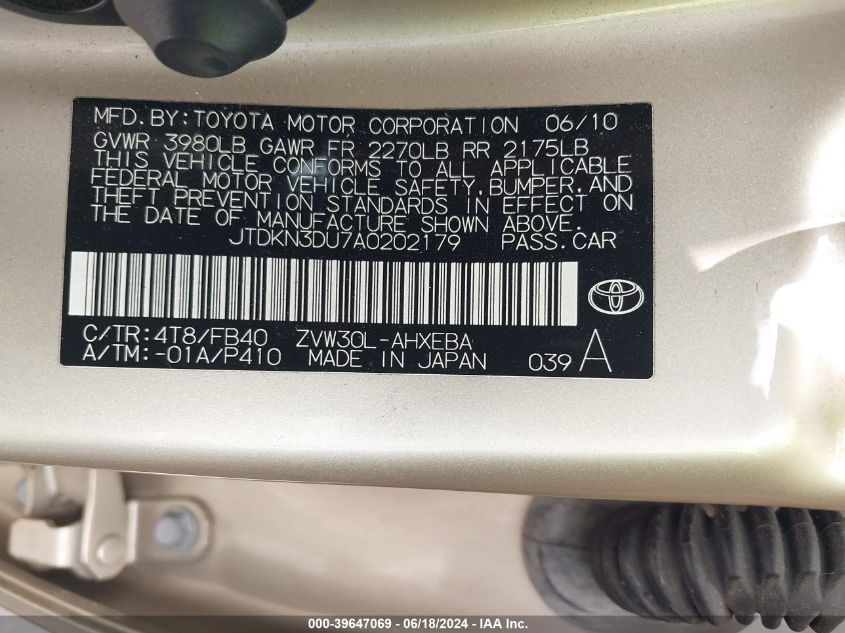 MFD.BY:TOYOTA MOTOR CORPORATION 06/10
GVWR 3980LB GAWR FR 2270LB RR 2175LB
THIS VEHICLE CONFORMS TO ALL APPLICABLE
FEDERAL MOTOR VEHICLE SAFETY,BUMPER,AND
THEFT PREVENTION STANDARDS IN EFFECT ON
THE DATE OF MANUFACTURE SHOWN ABOVE.
JTDKN3DU7A0202179 PASS.CAR
C/TR:4T8/FB40 ZVW30L-AHXEBA
A/TM:-01A/P410 MADE IN JAPAN 039 A
000-39647069 - 06/18/2024 - IAA Inc.